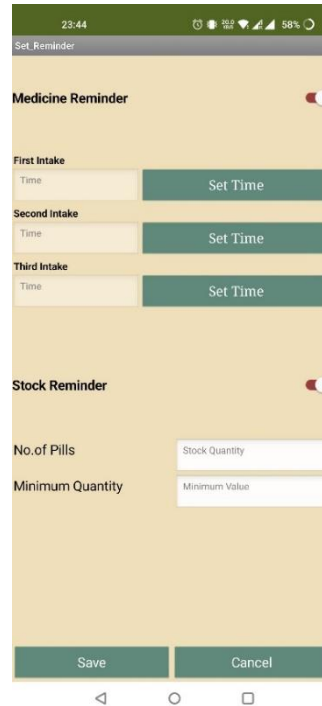 23:44
58%
Set_Reminder
Medicine Reminder
First Intake
Time
Set Time
Second Intake
Time
Set Time
Third Intake
Time
Set Time
Stock Reminder
No.of Pills
Stock Quantity
Minimum Quantity
Minimum Value
Save
Cancel